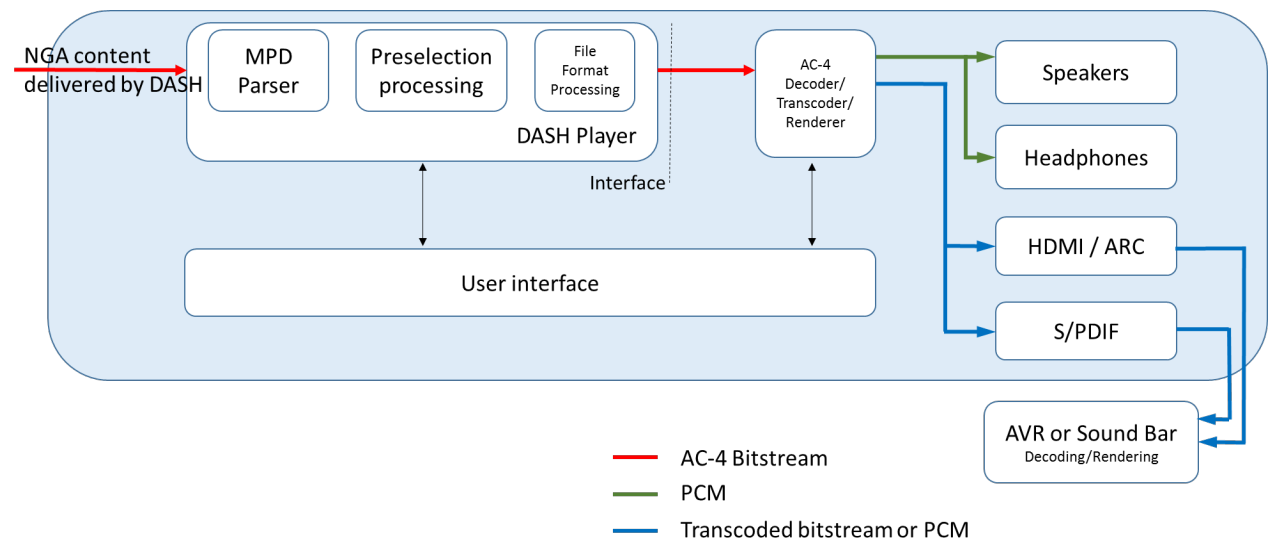 NGA content
delivered by DASH
MPD
Parser
Preselection
processing
File
Format
Processing
DASH Player
Interface
AC-4
Decoder/
Transcoder/
Renderer
Speakers
Headphones
HDMI / ARC
S/PDIF
User interface
AVR or Sound Bar
Decoding/Rendering
AC-4 Bitstream
PCM
Transcoded bitstream or PCM